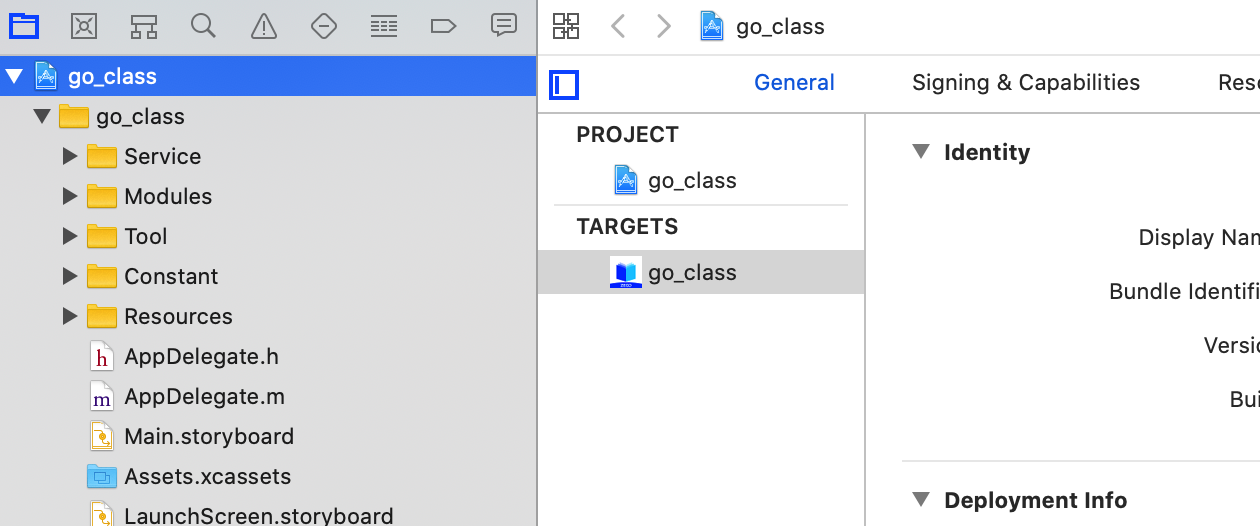 go_class
go_class
Service
Modules
Tool
Constant
Resources
h AppDelegate.h
m AppDelegate.m
Main.storyboard
Assets.xcassets
LaunchScreen.storyboard
go_class
General Signing & Capabilities Reso
PROJECT
go_class
TARGETS
go_class
Identity
Display Nam
Bundle Identifi
Versio
Bui
Deployment Info